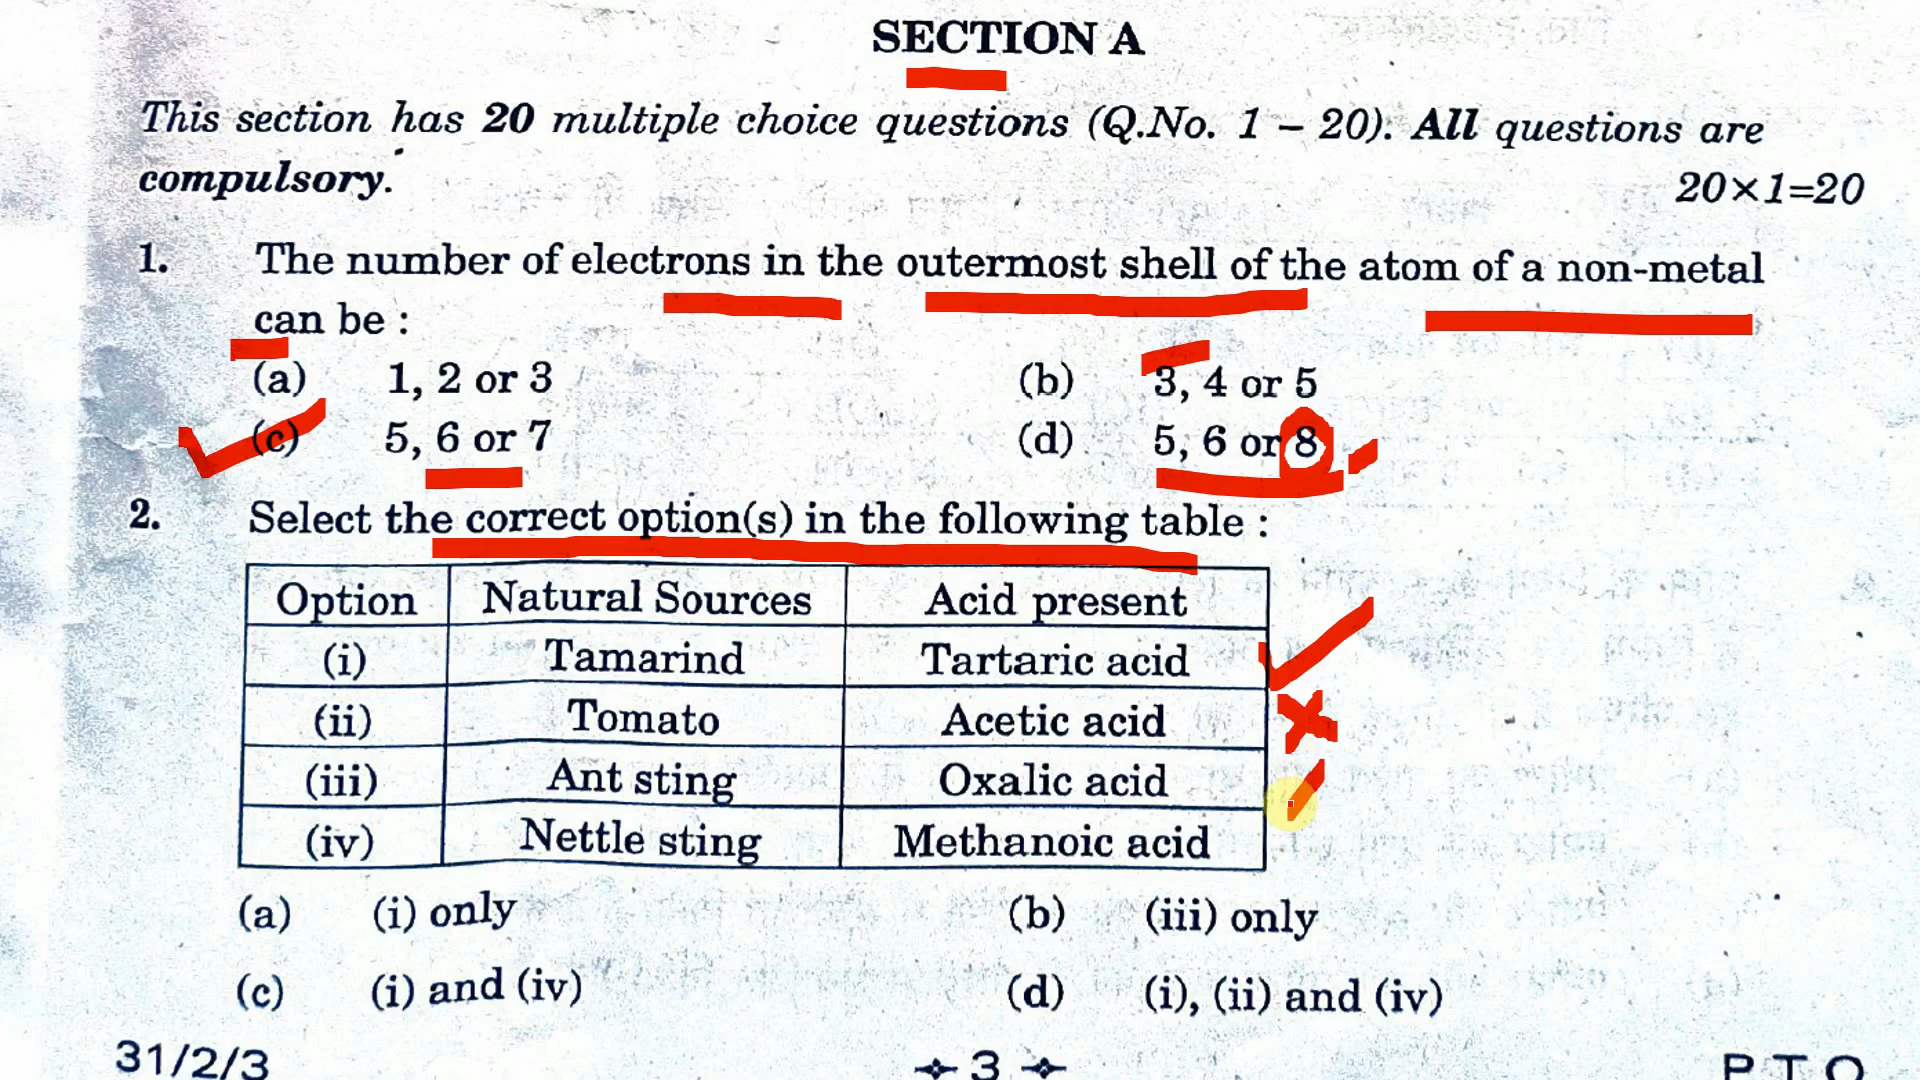 SECTION A
This section has 20 multiple choice questions (Q.No. 1 – 20). All questions are
compulsory. 20×1=20
1. The number of electrons in the outermost shell of the atom of a non-metal
can be :
(a) 1, 2 or 3 (b) 3, 4 or 5
(c) 5, 6 or 7 (d) 5, 6 or 8
2. Select the correct option(s) in the following table :
Option Natural Sources Acid present
(i) Tamarind Tartaric acid
(ii) Tomato Acetic acid
(iii) Ant sting Oxalic acid
(iv) Nettle sting Methanoic acid
(a) (i) only (b) (iii) only
(c) (i) and (iv) (d) (i), (ii) and (iv)
31/2/3 3 P T O